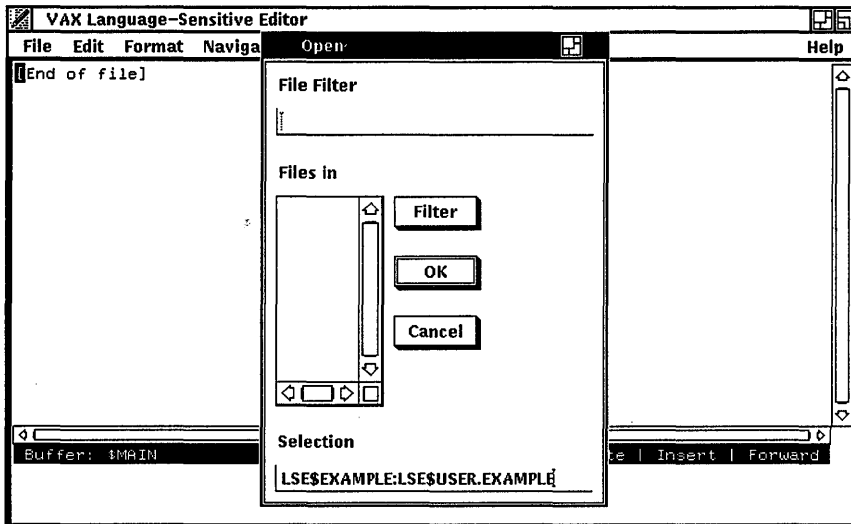 VAX Language-Sensitive Editor
File Edit Format Naviga
Open
Help
[End of file]
File Filter
Files in
Filter
OK
Cancel
Selection
LSE$EXAMPLE:LSE$USER.EXAMPLE
Buffer: $MAIN
te | Insert | Forward